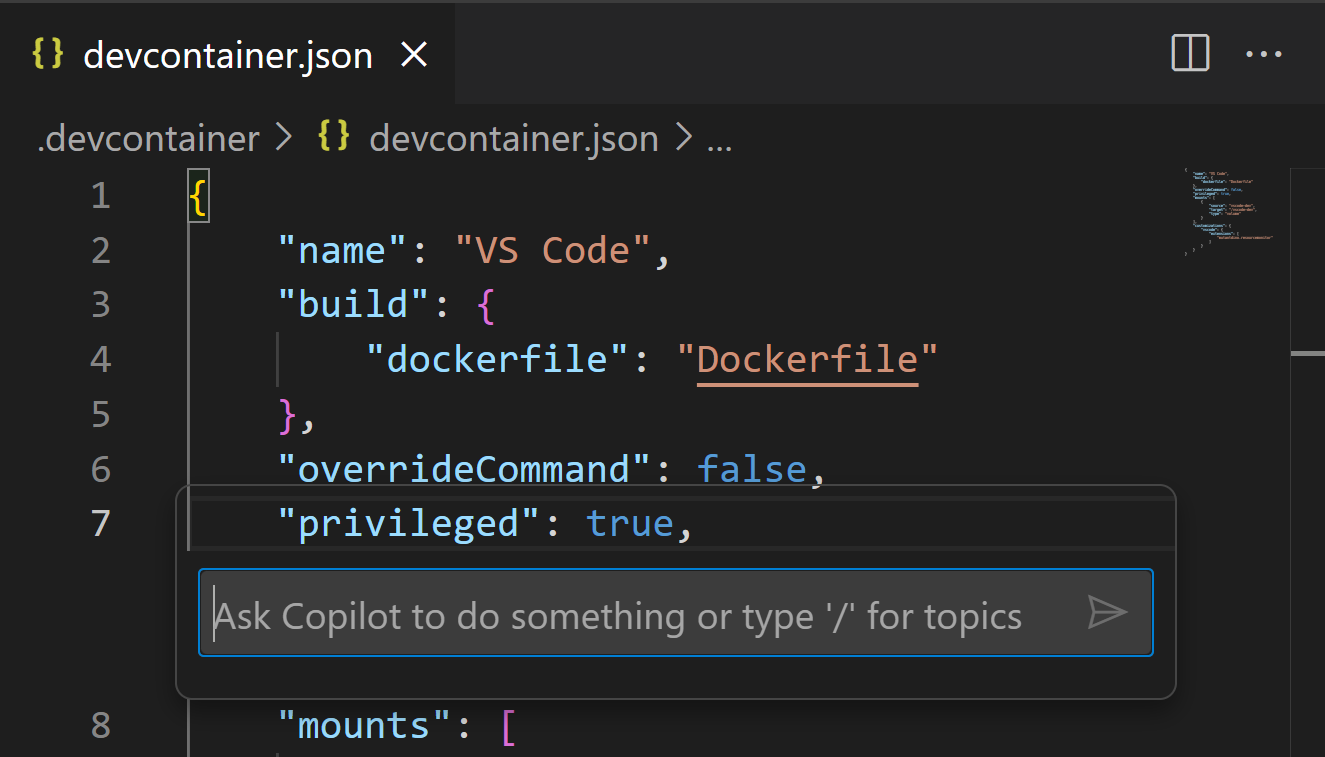 {} devcontainer.json
.devcontainer > {} devcontainer.json > ...
1 {
2 "name": "VS Code",
3 "build": {
4 "dockerfile": "Dockerfile"
5 },
6 "overrideCommand": false,
7 "privileged": true,
Ask Copilot to do something or type '/' for topics
8 "mounts": [